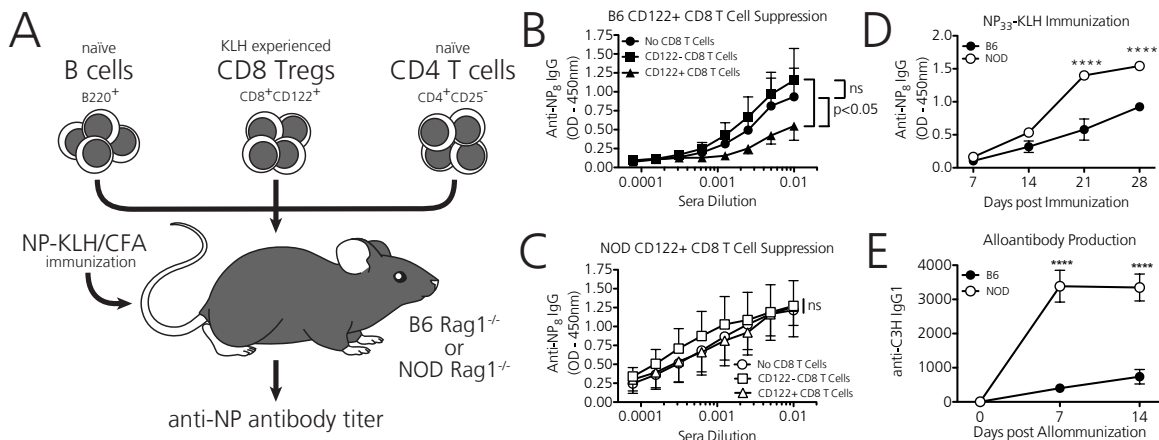 A
naïve
B cells
B220⁺
KLH experienced
CD8 Tregs
CD8⁺CD122⁺
naïve
CD4 T cells
CD4⁺CD25⁻
NP-KLH/CFA
immunization
B6 Rag1⁻/⁻
or
NOD Rag1⁻/⁻
anti-NP antibody titer
B
B6 CD122+ CD8 T Cell Suppression
Anti-NP₈ IgG
(OD - 450nm)
1.75
1.50
1.25
1.00
0.75
0.50
0.25
0.00
No CD8 T Cells
CD122- CD8 T Cells
CD122+ CD8 T Cells
ns
p<0.05
0.0001
0.001
0.01
Sera Dilution
C
NOD CD122+ CD8 T Cell Suppression
Anti-NP₈ IgG
(OD - 450nm)
1.75
1.50
1.25
1.00
0.75
0.50
0.25
0.00
ns
No CD8 T Cells
CD122- CD8 T Cells
CD122+ CD8 T Cells
0.0001
0.001
0.01
Sera Dilution
D
NP₃₃-KLH Immunization
Anti-NP₈ IgG
(OD - 450nm)
2.0
1.5
1.0
0.5
0.0
B6
NOD
****
****
7
14
21
28
Days post Immunization
E
Alloantibody Production
anti-C3H IgG1
4000
3000
2000
1000
0
B6
NOD
****
****
0
7
14
Days post Allommunization